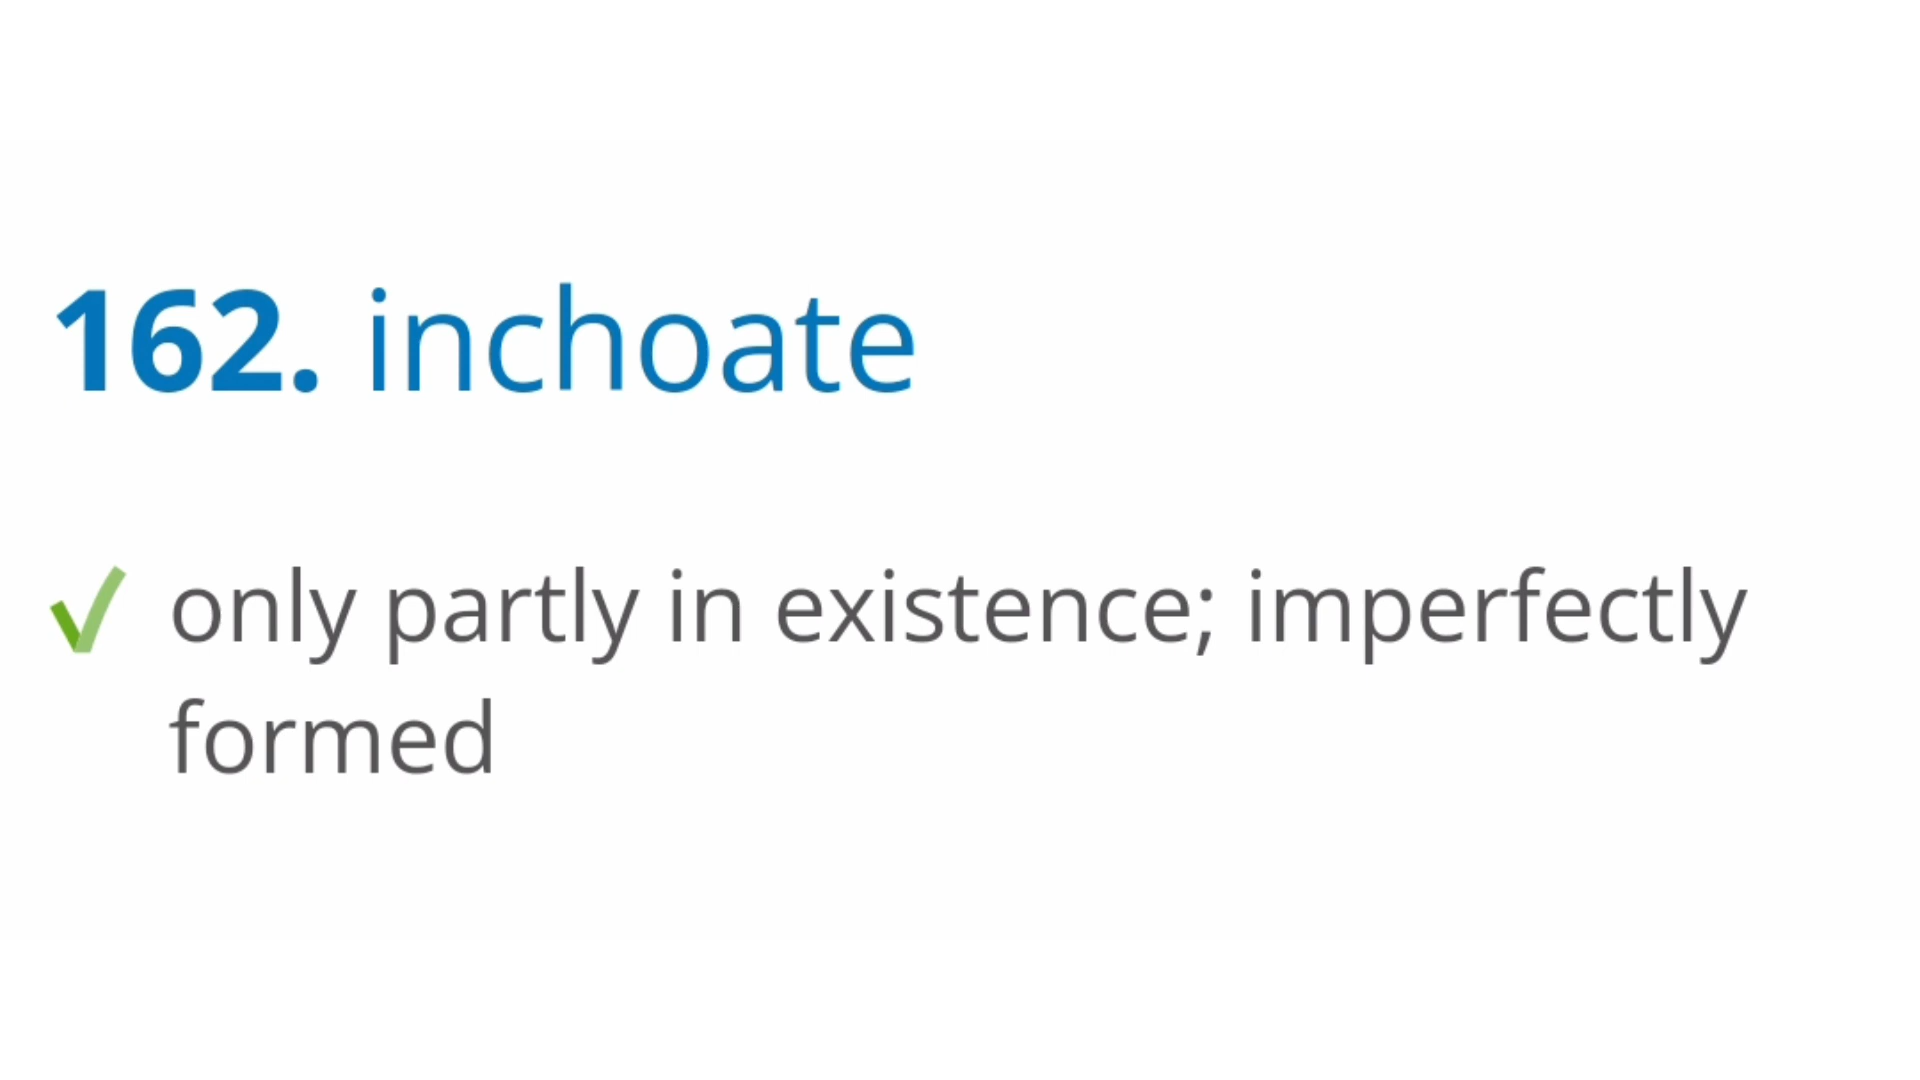 162. inchoate
only partly in existence; imperfectly
formed